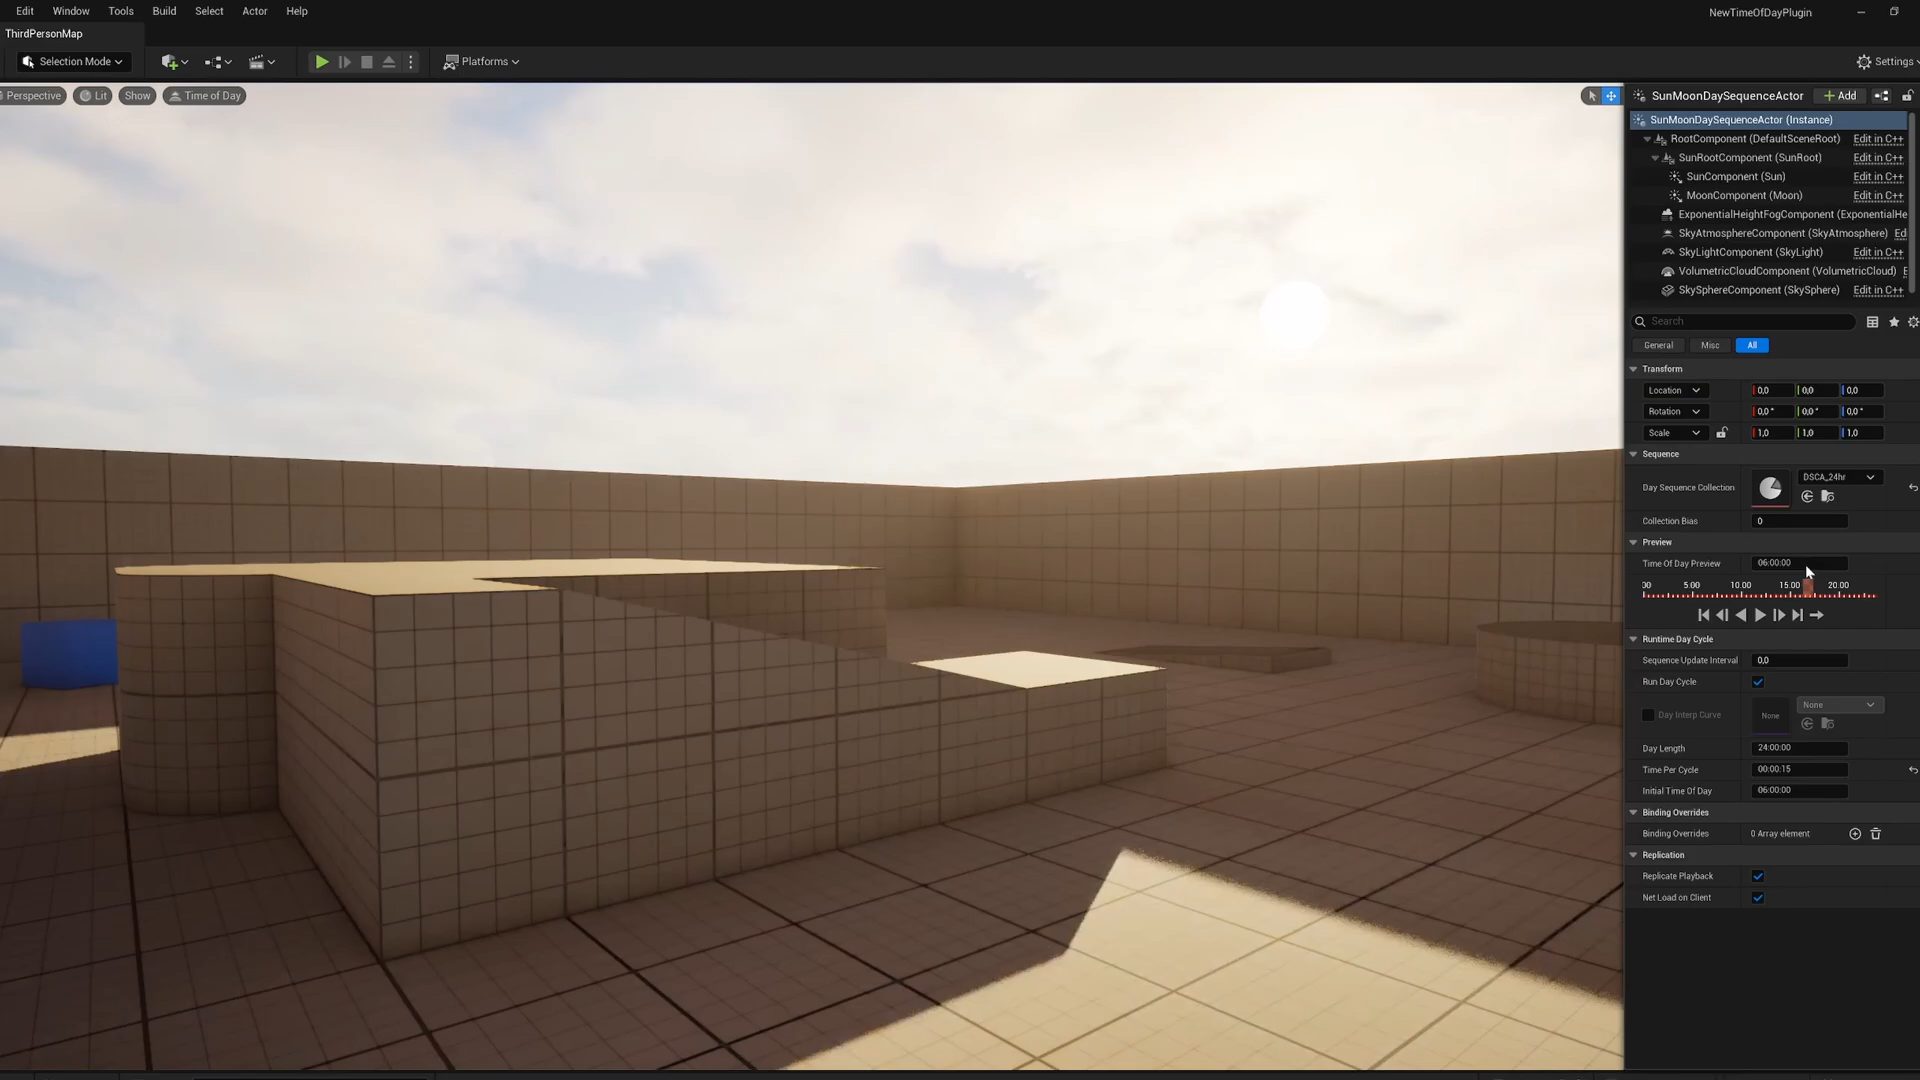 Edit Window Tools Build Select Actor Help NewTimeOfDayPlugin
ThirdPersonMap
Selection Mode Platforms Settings
Perspective Lit Show Time of Day
SunMoonDaySequenceActor Add
SunMoonDaySequenceActor (Instance)
RootComponent (DefaultSceneRoot) Edit in C++
SunRootComponent (SunRoot) Edit in C++
SunComponent (Sun) Edit in C++
MoonComponent (Moon) Edit in C++
ExponentialHeightFogComponent (ExponentialHe
SkyAtmosphereComponent (SkyAtmosphere) Ed
SkyLightComponent (SkyLight) Edit in C++
VolumetricCloudComponent (VolumetricCloud) E
SkySphereComponent (SkySphere) Edit in C++
Search
General Misc All
Transform
Location 0,0 0,0 0,0
Rotation 0,0 ° 0,0 ° 0,0 °
Scale 1,0 1,0 1,0
Sequence
DSCA_24hr
Day Sequence Collection
Collection Bias 0
Preview
Time Of Day Preview 06:00:00
00 5.00 10.00 15.00 20.00
Runtime Day Cycle
Sequence Update Interval 0,0
Run Day Cycle
None
Day Interp Curve None
Day Length 24:00:00
Time Per Cycle 00:00:15
Initial Time Of Day 06:00:00
Binding Overrides
Binding Overrides 0 Array element
Replication
Replicate Playback
Net Load on Client